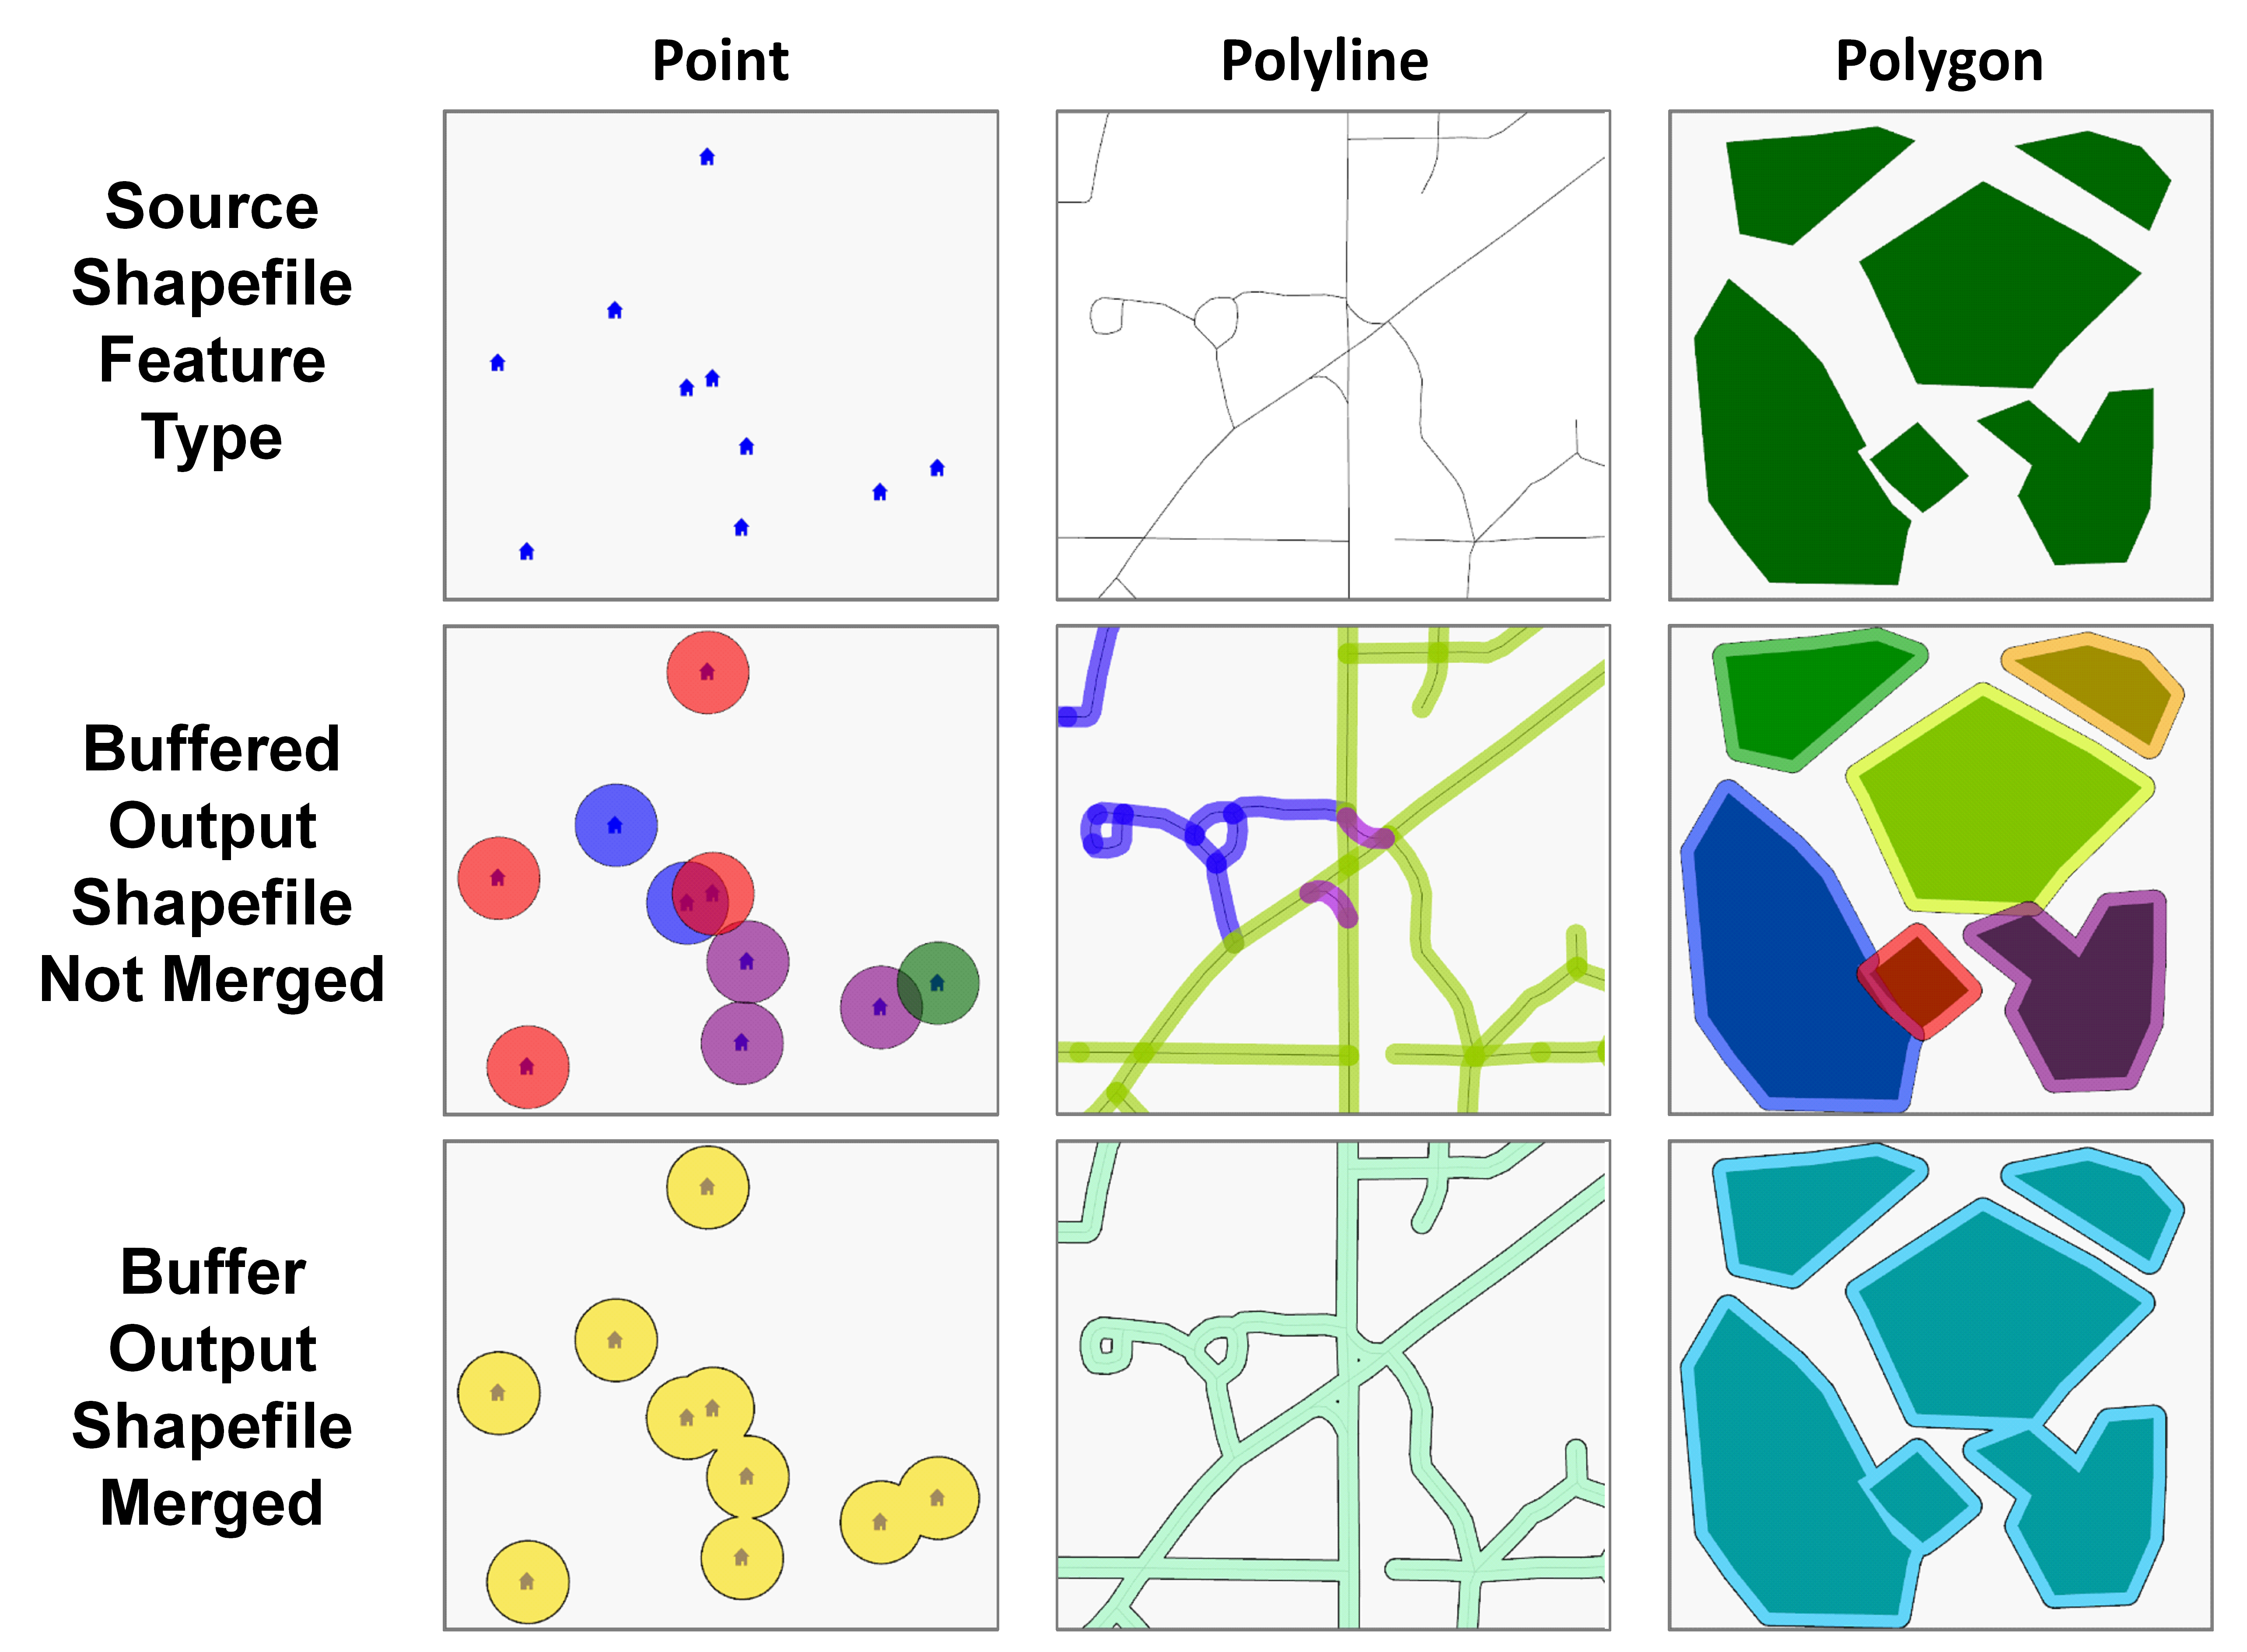 Point
Polyline
Polygon
Source
Shapefile
Feature
Type
Buffered
Output
Shapefile
Not Merged
Buffer
Output
Shapefile
Merged